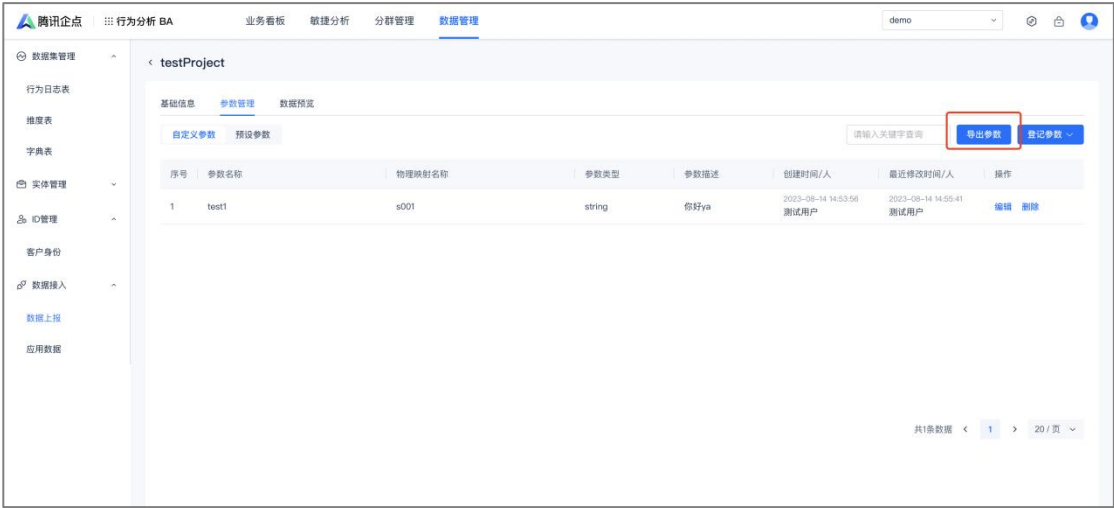 腾讯企点 行为分析 BA 业务看板 敏捷分析 分群管理 数据管理 demo
数据集管理
行为日志表
维度表
字典表
实体管理
ID管理
客户身份
数据接入
数据上报
应用数据
testProject
基础信息 参数管理 数据预览
自定义参数 预设参数 请输入关键字查询 导出参数 登记参数
序号 参数名称 物理映射名称 参数类型 参数描述 创建时间/人 最近修改时间/人 操作
1 test1 s001 string 你好ya 2023-08-14 14:53:56 测试用户 2023-08-14 14:55:41 测试用户 编辑 删除
共1条数据 1 20 / 页